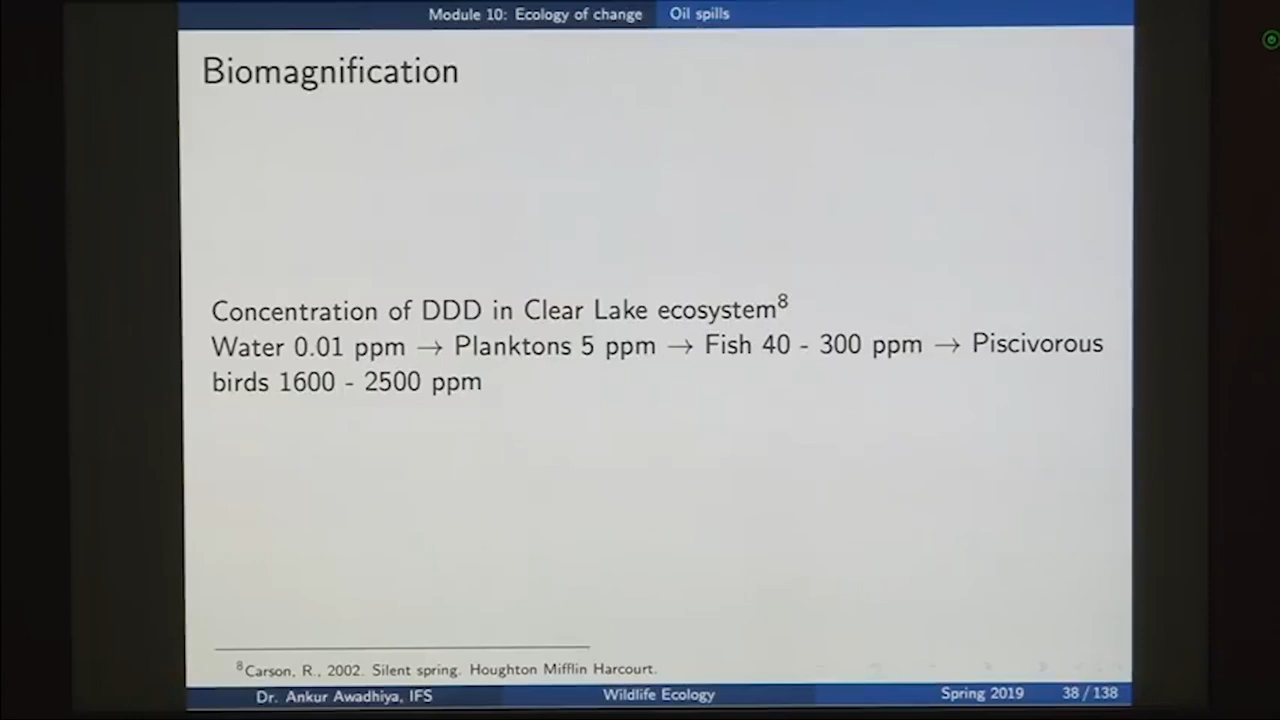 Module 10: Ecology of change Oil spills
Biomagnification
Concentration of DDD in Clear Lake ecosystem8
Water 0.01 ppm → Planktons 5 ppm → Fish 40 - 300 ppm → Piscivorous
birds 1600 - 2500 ppm
8Carson, R., 2002. Silent spring. Houghton Mifflin Harcourt.
Dr. Ankur Awadhiya, IFS Wildlife Ecology Spring 2019 38 / 138